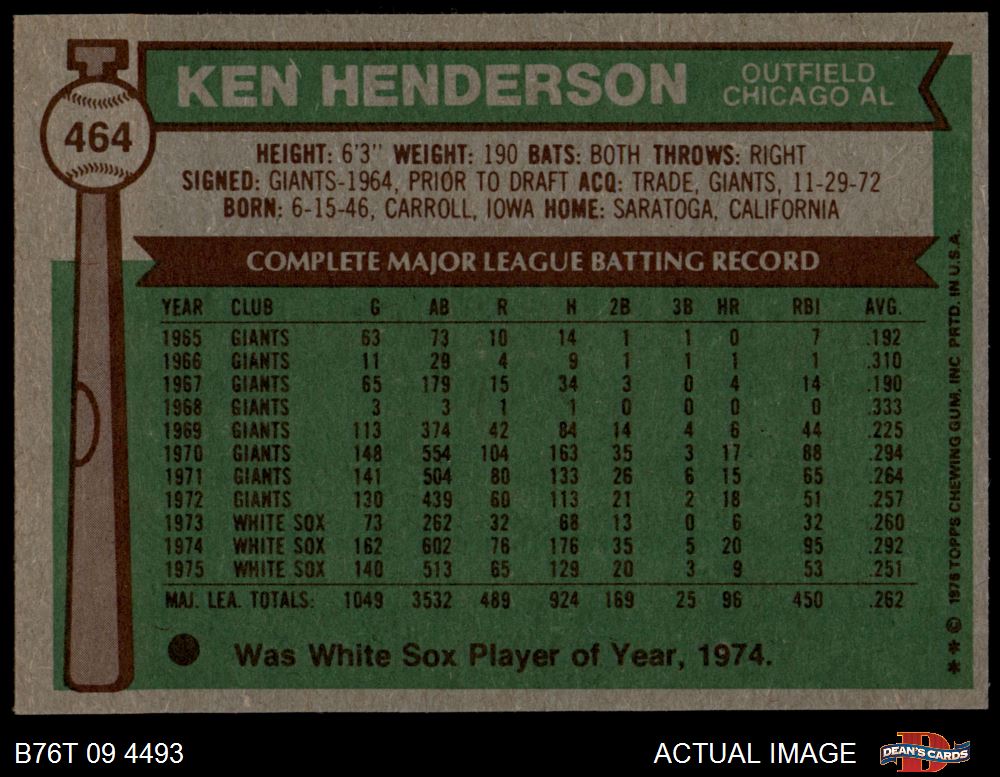 464
KEN HENDERSON
OUTFIELD
CHICAGO AL
HEIGHT: 6'3" WEIGHT: 190 BATS: BOTH THROWS: RIGHT
SIGNED: GIANTS-1964, PRIOR TO DRAFT ACQ: TRADE, GIANTS, 11-29-72
BORN: 6-15-46, CARROLL, IOWA HOME: SARATOGA, CALIFORNIA
COMPLETE MAJOR LEAGUE BATTING RECORD
YEAR CLUB G AB R H 2B 3B HR RBI AVG.
1965 GIANTS 63 73 10 14 1 1 0 7 .192
1966 GIANTS 11 29 4 9 1 1 1 1 .310
1967 GIANTS 65 179 15 34 3 0 4 14 .190
1968 GIANTS 3 3 1 1 0 0 0 0 .333
1969 GIANTS 113 374 42 84 14 4 6 44 .225
1970 GIANTS 148 554 104 163 35 3 17 88 .294
1971 GIANTS 141 504 80 133 26 6 15 65 .264
1972 GIANTS 130 439 60 113 21 2 18 51 .257
1973 WHITE SOX 73 262 32 68 13 0 6 32 .260
1974 WHITE SOX 162 602 76 176 35 5 20 95 .292
1975 WHITE SOX 140 513 65 129 20 3 9 53 .251
MAJ. LEA. TOTALS: 1049 3532 489 924 169 25 96 450 .262
Was White Sox Player of Year, 1974.
** © 1976 TOPPS CHEWING GUM, INC PRTD. IN U.S.A.
B76T 09 4493
ACTUAL IMAGE
DEAN'S CARDS